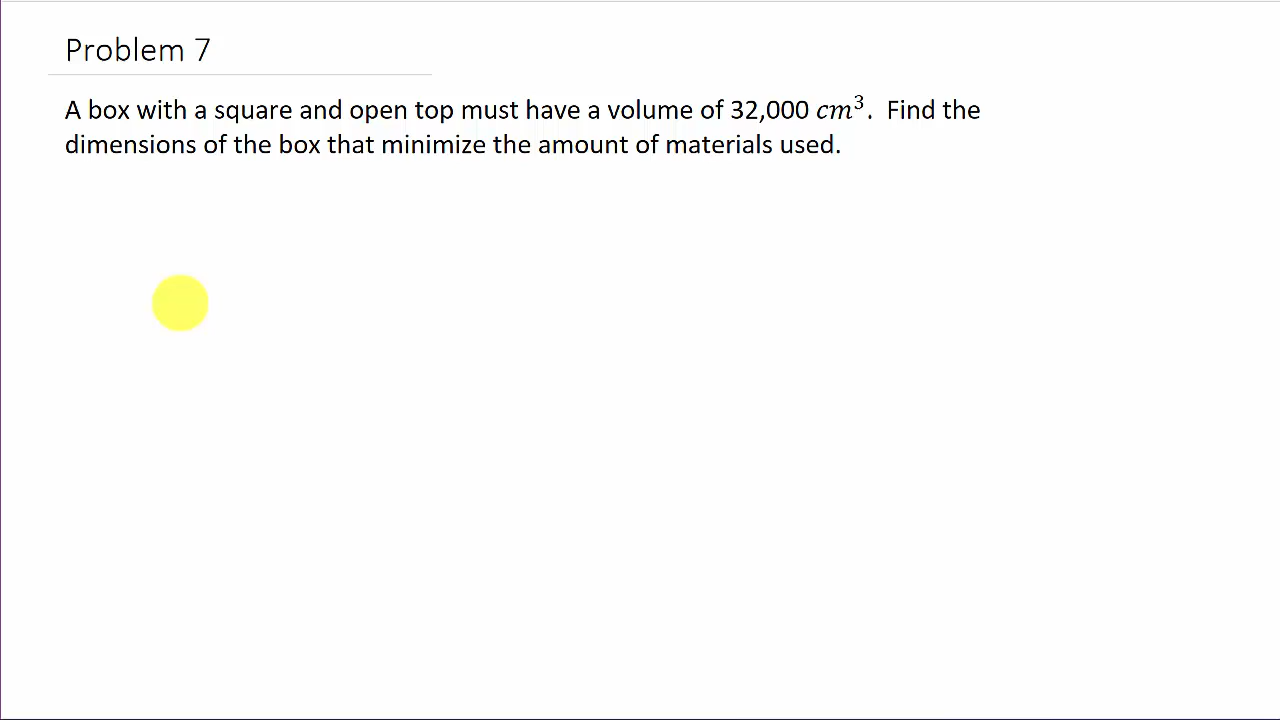 Problem 7
A box with a square and open top must have a volume of 32,000 cm³. Find the
dimensions of the box that minimize the amount of materials used.